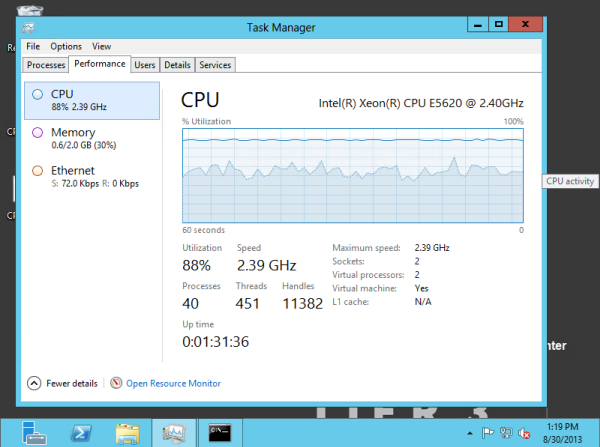 Task Manager
File Options View
Processes Performance Users Details Services
CPU
88% 2.39 GHz
Memory
0.6/2.0 GB (30%)
Ethernet
S: 72.0 Kbps R: 0 Kbps
CPU
Intel(R) Xeon(R) CPU E5620 @ 2.40GHz
% Utilization 100%
60 seconds 0
CPU activity
Utilization Speed
88% 2.39 GHz
Processes Threads Handles
40 451 11382
Up time
0:01:31:36
Maximum speed: 2.39 GHz
Sockets: 2
Virtual processors: 2
Virtual machine: Yes
L1 cache: N/A
Fewer details Open Resource Monitor
1:19 PM
8/30/2013